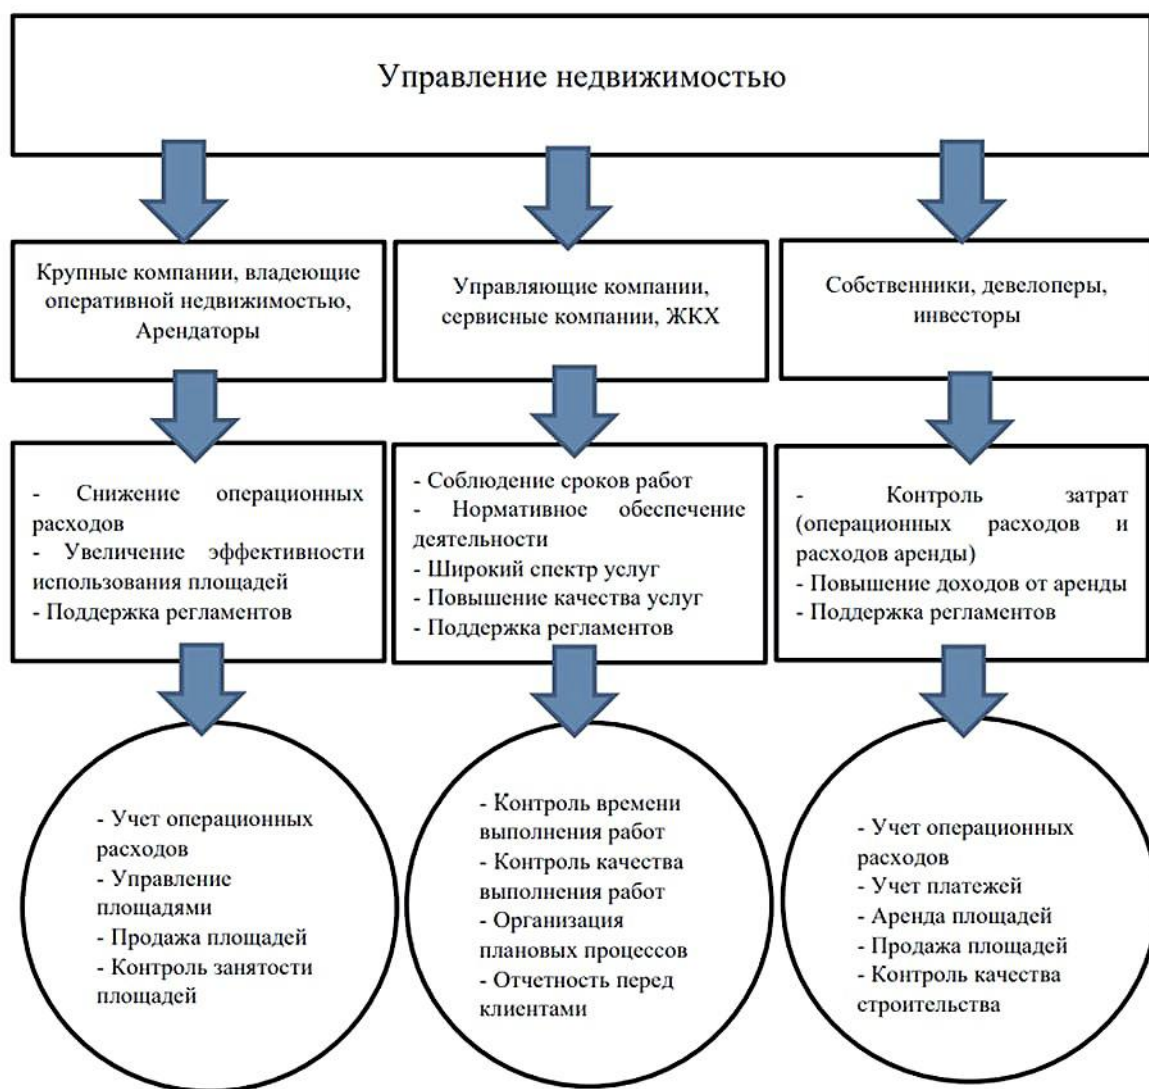 Управление недвижимостью
Крупные компании, владеющие
оперативной недвижимостью,
Арендаторы
Управляющие компании,
сервисные компании, ЖКХ
Собственники, девелоперы,
инвесторы
- Снижение операционных
расходов
- Увеличение эффективности
использования площадей
- Поддержка регламентов
- Соблюдение сроков работ
- Нормативное обеспечение
деятельности
- Широкий спектр услуг
- Повышение качества услуг
- Поддержка регламентов
- Контроль затрат
(операционных расходов и
расходов аренды)
- Повышение доходов от аренды
- Поддержка регламентов
- Учет операционных
расходов
- Управление
площадями
- Продажа площадей
- Контроль занятости
площадей
- Контроль времени
выполнения работ
- Контроль качества
выполнения работ
- Организация
плановых процессов
- Отчетность перед
клиентами
- Учет операционных
расходов
- Учет платежей
- Аренда площадей
- Продажа площадей
- Контроль качества
строительства